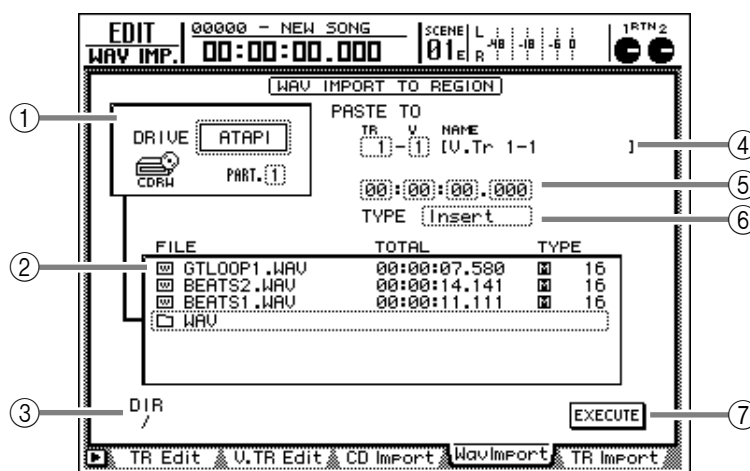 EDIT
WAV IMP.
00000 - NEW SONG
00:00:00.000
SCENE
01E
L
R
-48 -18 -6 0
1RTN2
WAV IMPORT TO REGION
1
DRIVE ATAPI
CDRW
PART. 1
PASTE TO
TR V NAME
1-1 [V.Tr 1-1 ]
4
00:00:00.000
5
TYPE Insert
6
FILE TOTAL TYPE
2
W GTLOOP1.WAV 00:00:07.580 M 16
W BEATS2.WAV 00:00:14.141 M 16
W BEATS1.WAV 00:00:11.111 M 16
WAV
3
DIR
/
EXECUTE
7
TR Edit V.TR Edit CD Import WavImport TR Import